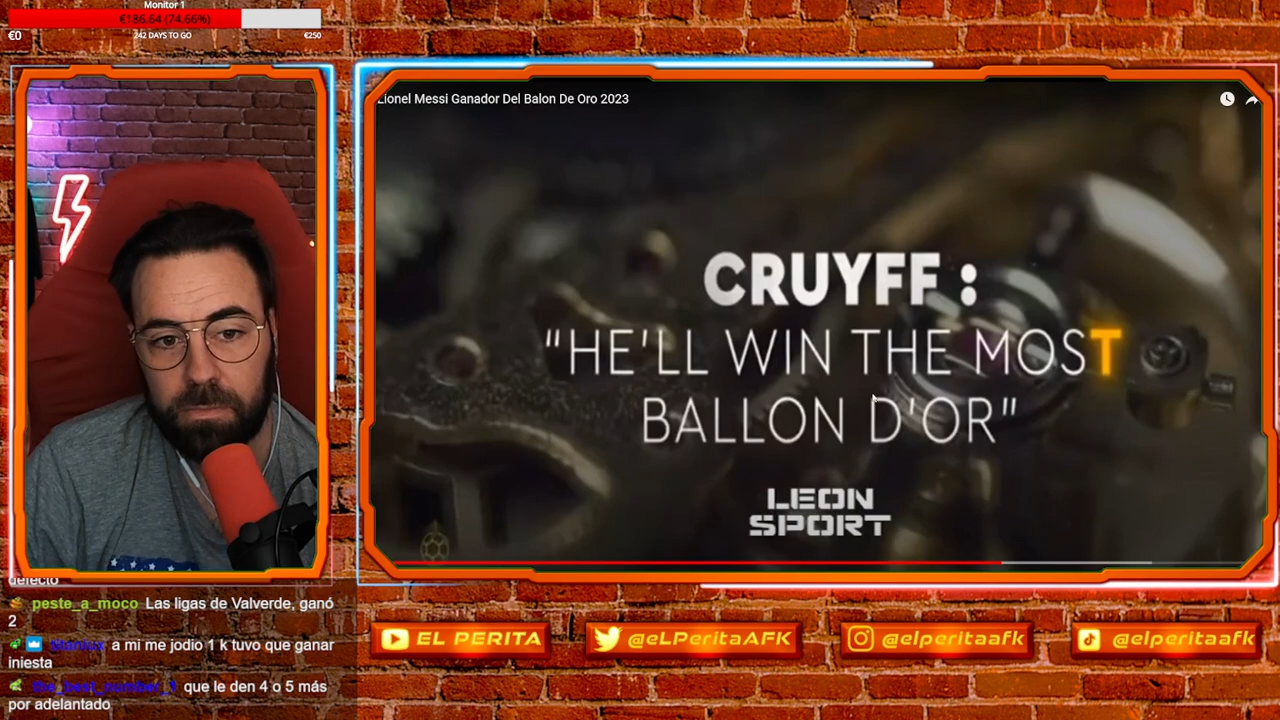 Monitor 1
€186.64 (74.66%)
€0
242 DAYS TO GO
€250
Lionel Messi Ganador Del Balon De Oro 2023
CRUYFF :
"HE'LL WIN THE MOST
BALLON D'OR"
LEON
SPORT
defecto
peste_a_moco Las ligas de Valverde, ganó
2
a mi me jodio 1 k tuvo que ganar
iniesta
the_best_number_1 que le den 4 o 5 más
por adelantado
EL PERITA
@eLPeritaAFK
@elperitaafk
@elperitaafk